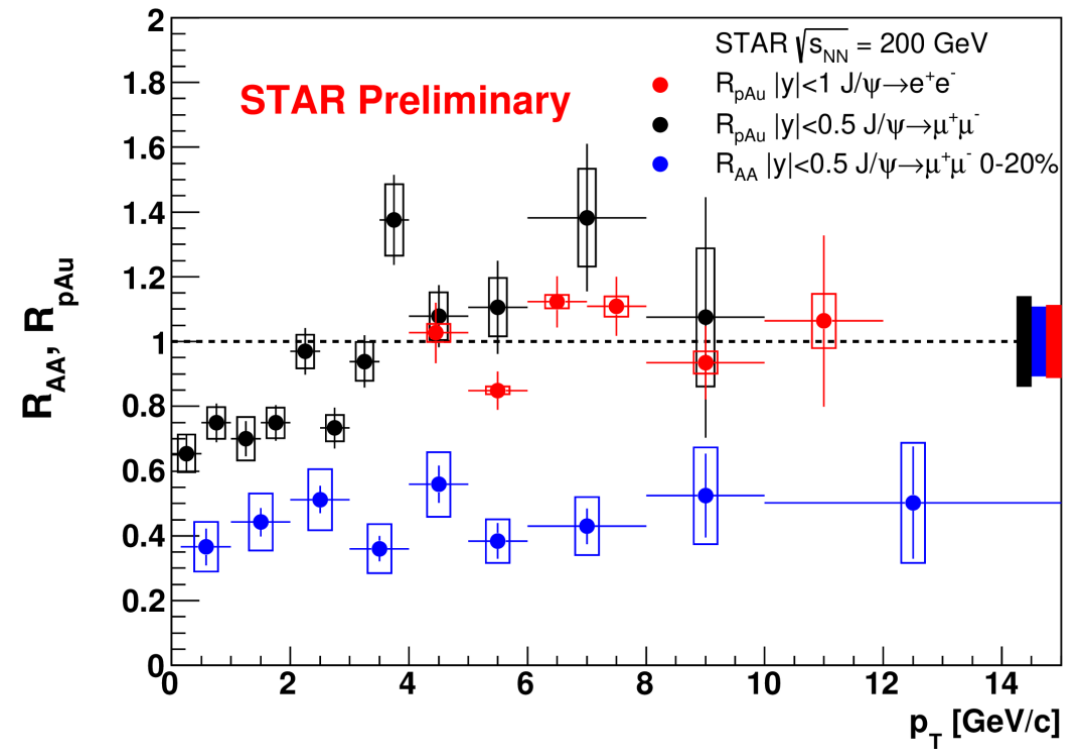 2
1.8
1.6
1.4
1.2
1
0.8
0.6
0.4
0.2
0
R_AA, R_pAu
STAR Preliminary
STAR √s_NN = 200 GeV
R_pAu |y|<1 J/ψ→e⁺e⁻
R_pAu |y|<0.5 J/ψ→μ⁺μ⁻
R_AA |y|<0.5 J/ψ→μ⁺μ⁻ 0-20%
0 2 4 6 8 10 12 14
p_T [GeV/c]